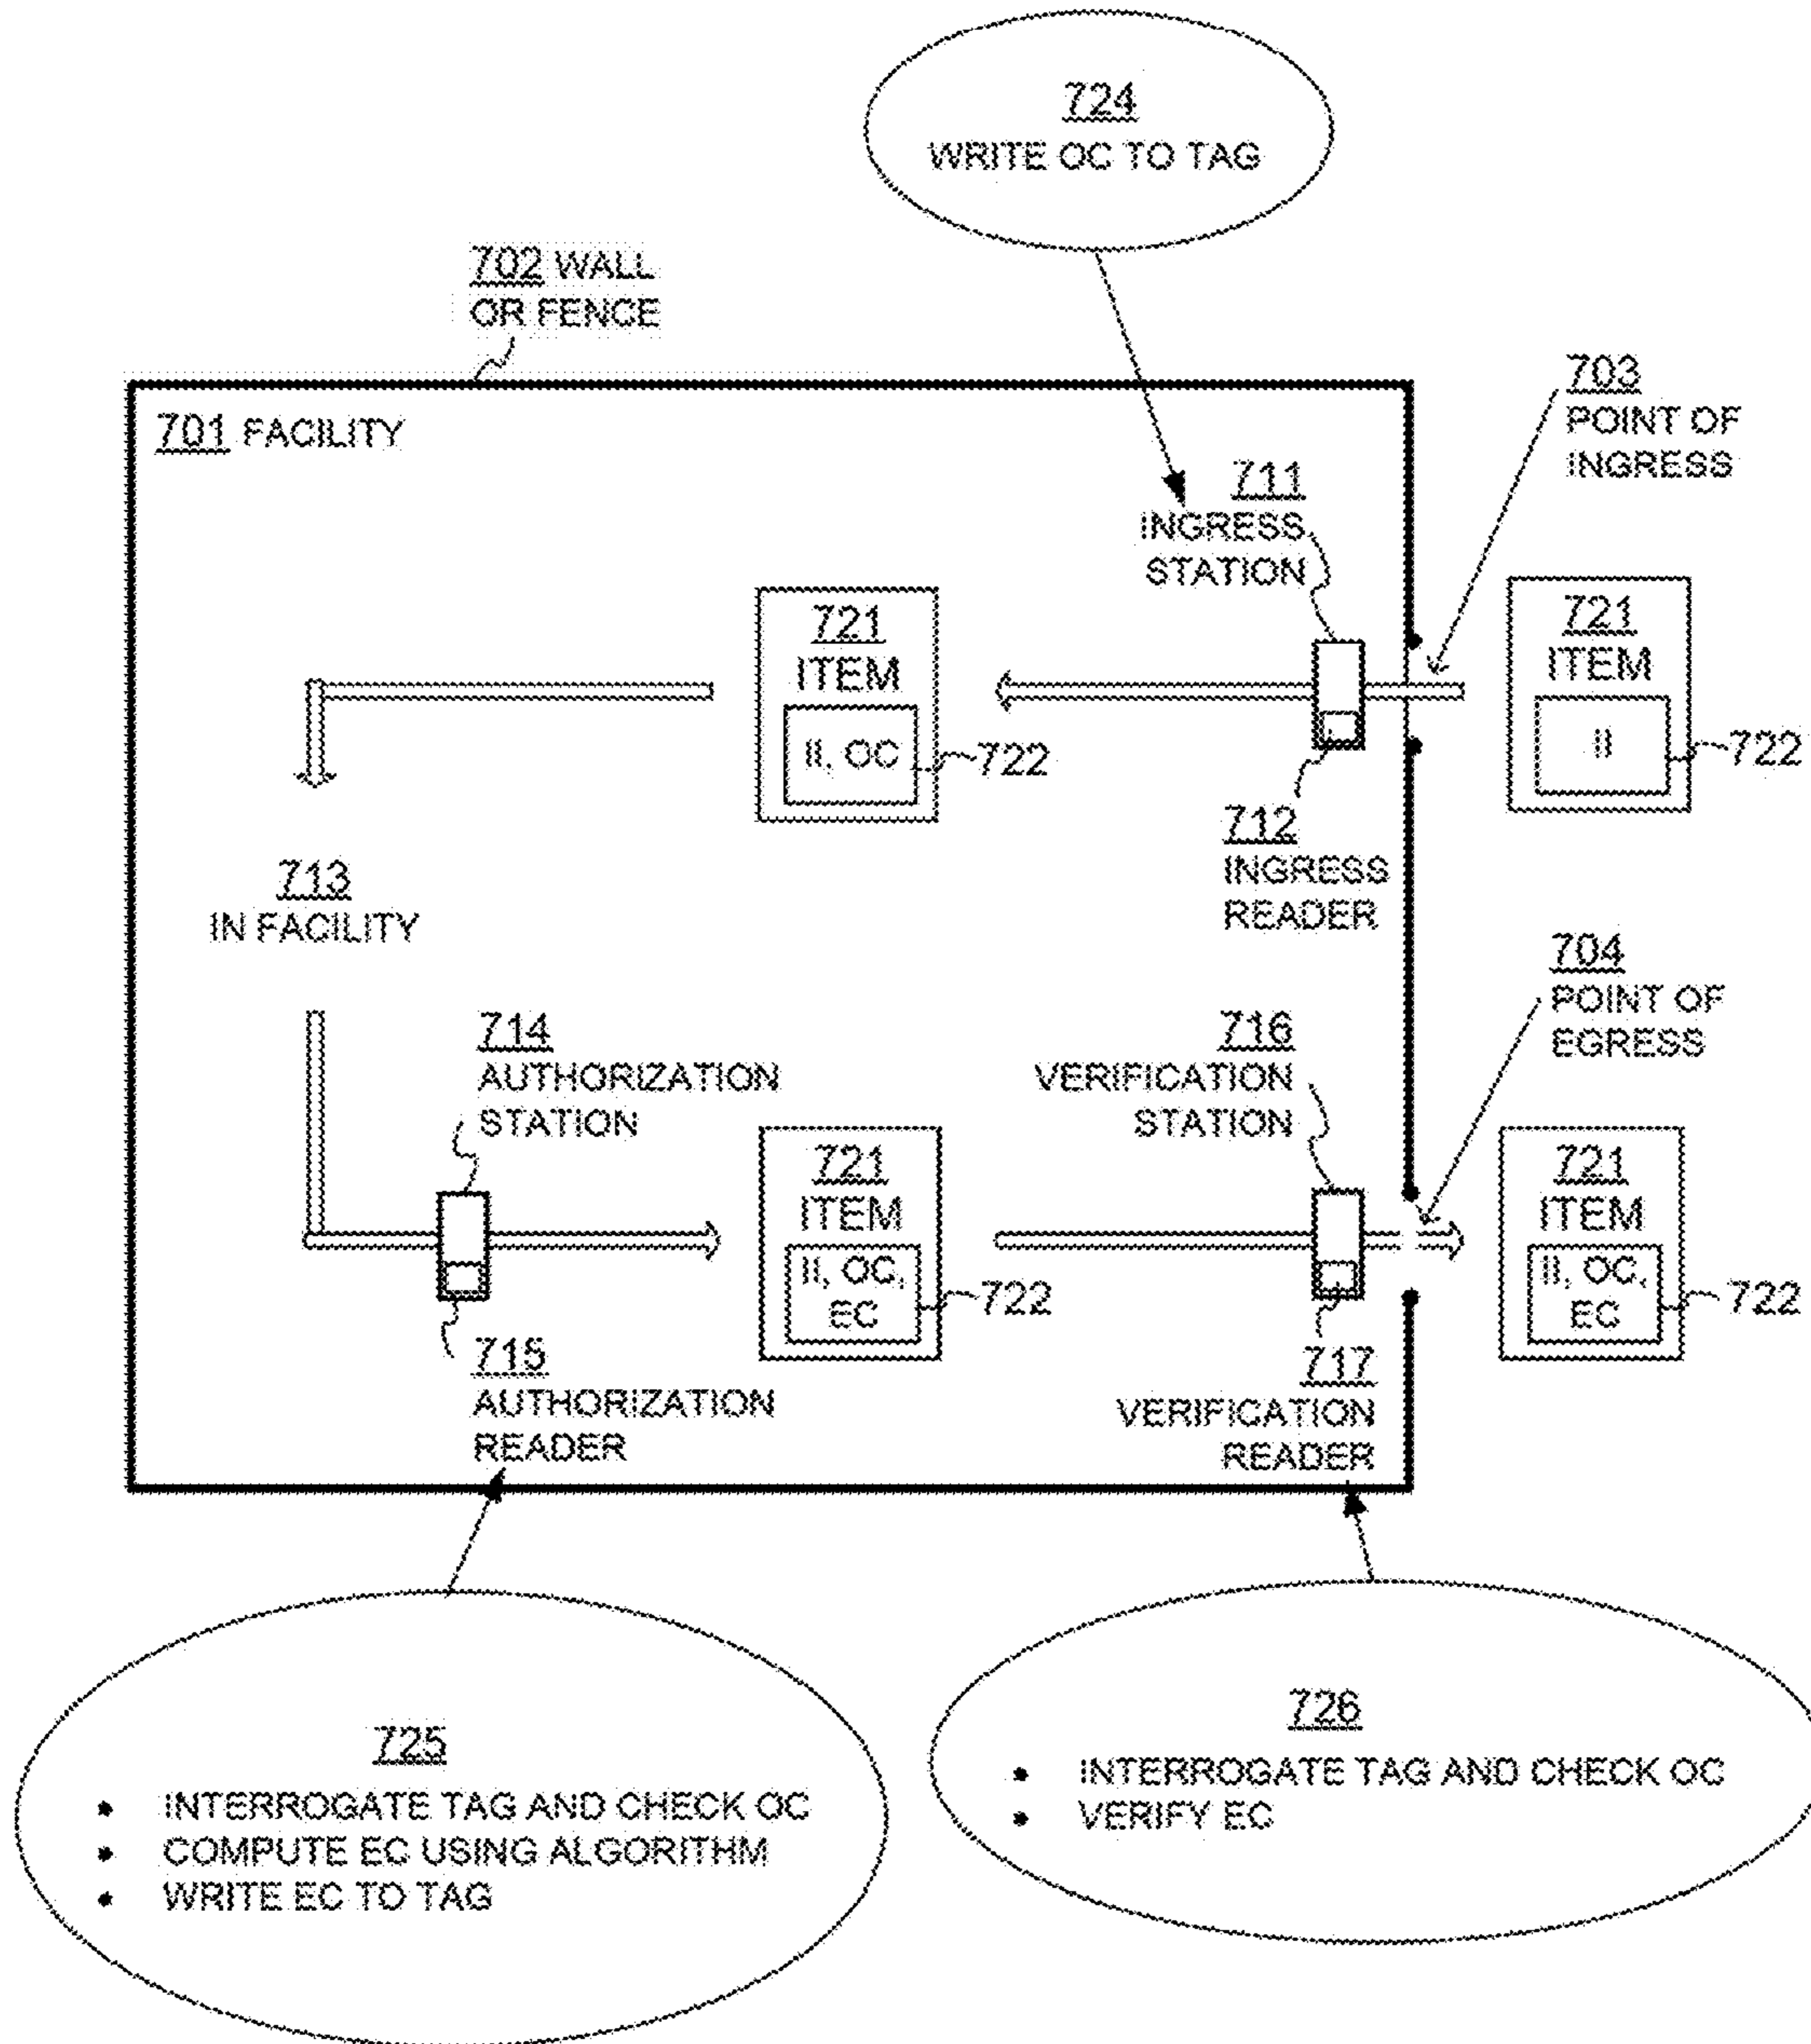 724
WRITE OC TO TAG
702 WALL
OR FENCE
703
POINT OF
INGRESS
701 FACILITY
711
INGRESS
STATION
721
ITEM
II, OC
722
721
ITEM
II
722
712
INGRESS
READER
713
IN FACILITY
704
POINT OF
EGRESS
714
AUTHORIZATION
STATION
716
VERIFICATION
STATION
721
ITEM
II, OC,
EC
722
721
ITEM
II, OC,
EC
722
715
AUTHORIZATION
READER
717
VERIFICATION
READER
725
• INTERROGATE TAG AND CHECK OC
• COMPUTE EC USING ALGORITHM
• WRITE EC TO TAG
726
• INTERROGATE TAG AND CHECK OC
• VERIFY EC